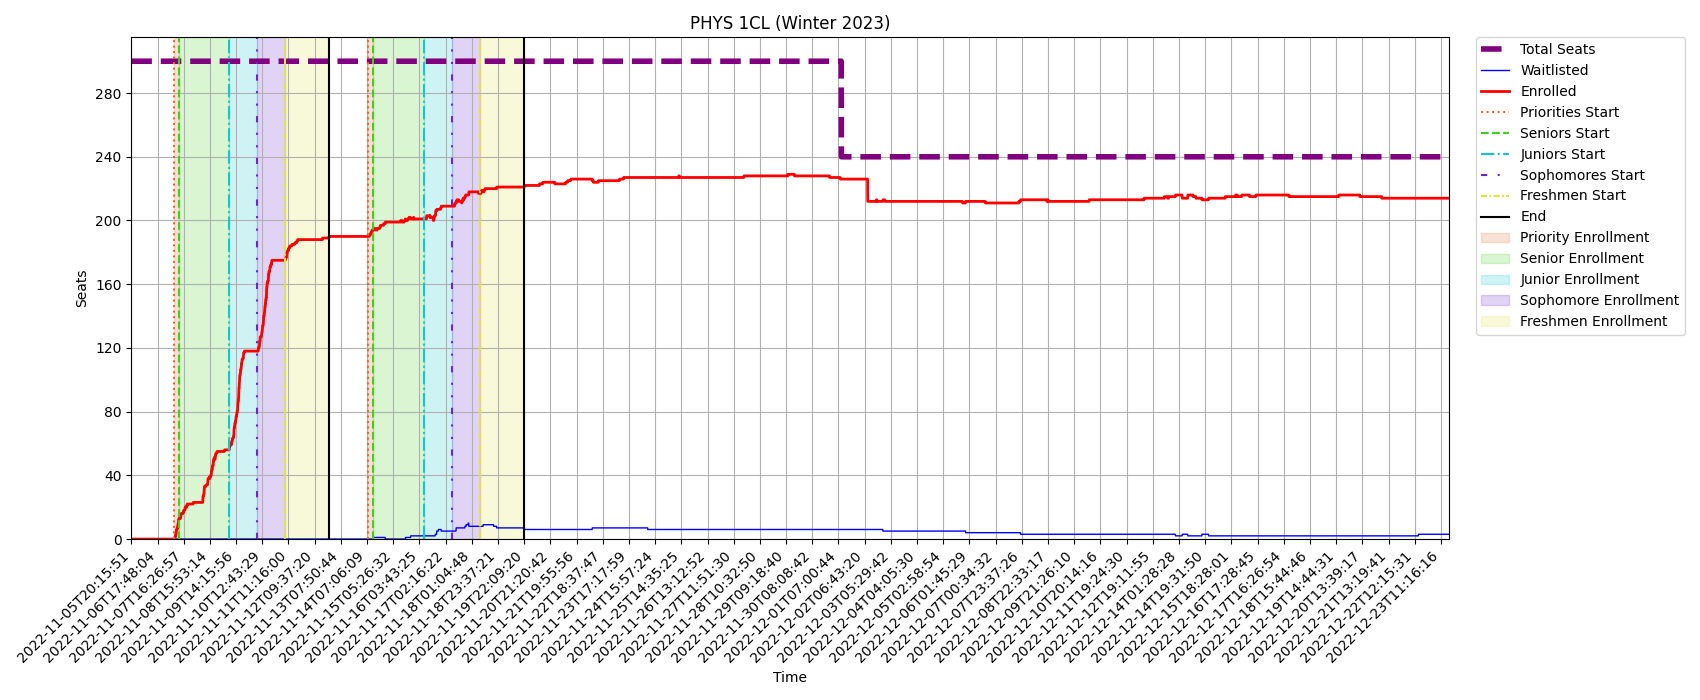 PHYS 1CL (Winter 2023)
Total Seats
Waitlisted
Enrolled
Priorities Start
Seniors Start
Juniors Start
Sophomores Start
Freshmen Start
End
Priority Enrollment
Senior Enrollment
Junior Enrollment
Sophomore Enrollment
Freshmen Enrollment
Seats
280
240
200
160
120
80
40
0
2022-11-05T20:15:51
2022-11-06T17:48:04
2022-11-07T16:26:57
2022-11-08T15:53:14
2022-11-09T14:15:56
2022-11-10T12:43:29
2022-11-11T11:16:00
2022-11-12T09:37:20
2022-11-13T07:50:44
2022-11-14T07:06:09
2022-11-15T05:26:32
2022-11-16T03:43:25
2022-11-17T02:16:22
2022-11-18T01:04:48
2022-11-18T23:37:21
2022-11-19T22:09:20
2022-11-20T21:20:42
2022-11-21T19:55:56
2022-11-22T18:37:47
2022-11-23T17:17:59
2022-11-24T15:57:24
2022-11-25T14:35:25
2022-11-26T13:12:52
2022-11-27T11:51:30
2022-11-28T10:32:50
2022-11-29T09:18:40
2022-11-30T08:08:42
2022-12-01T07:00:44
2022-12-02T06:43:20
2022-12-03T05:29:42
2022-12-04T04:05:30
2022-12-05T02:58:54
2022-12-06T01:45:29
2022-12-07T00:34:32
2022-12-07T23:37:26
2022-12-08T22:33:17
2022-12-09T21:26:10
2022-12-10T20:14:16
2022-12-11T19:24:30
2022-12-12T19:11:55
2022-12-14T01:28:28
2022-12-14T19:31:50
2022-12-15T18:28:01
2022-12-16T17:28:45
2022-12-17T16:26:54
2022-12-18T15:44:46
2022-12-19T14:44:31
2022-12-20T13:39:17
2022-12-21T13:19:41
2022-12-22T12:15:31
2022-12-23T11:16:16
Time